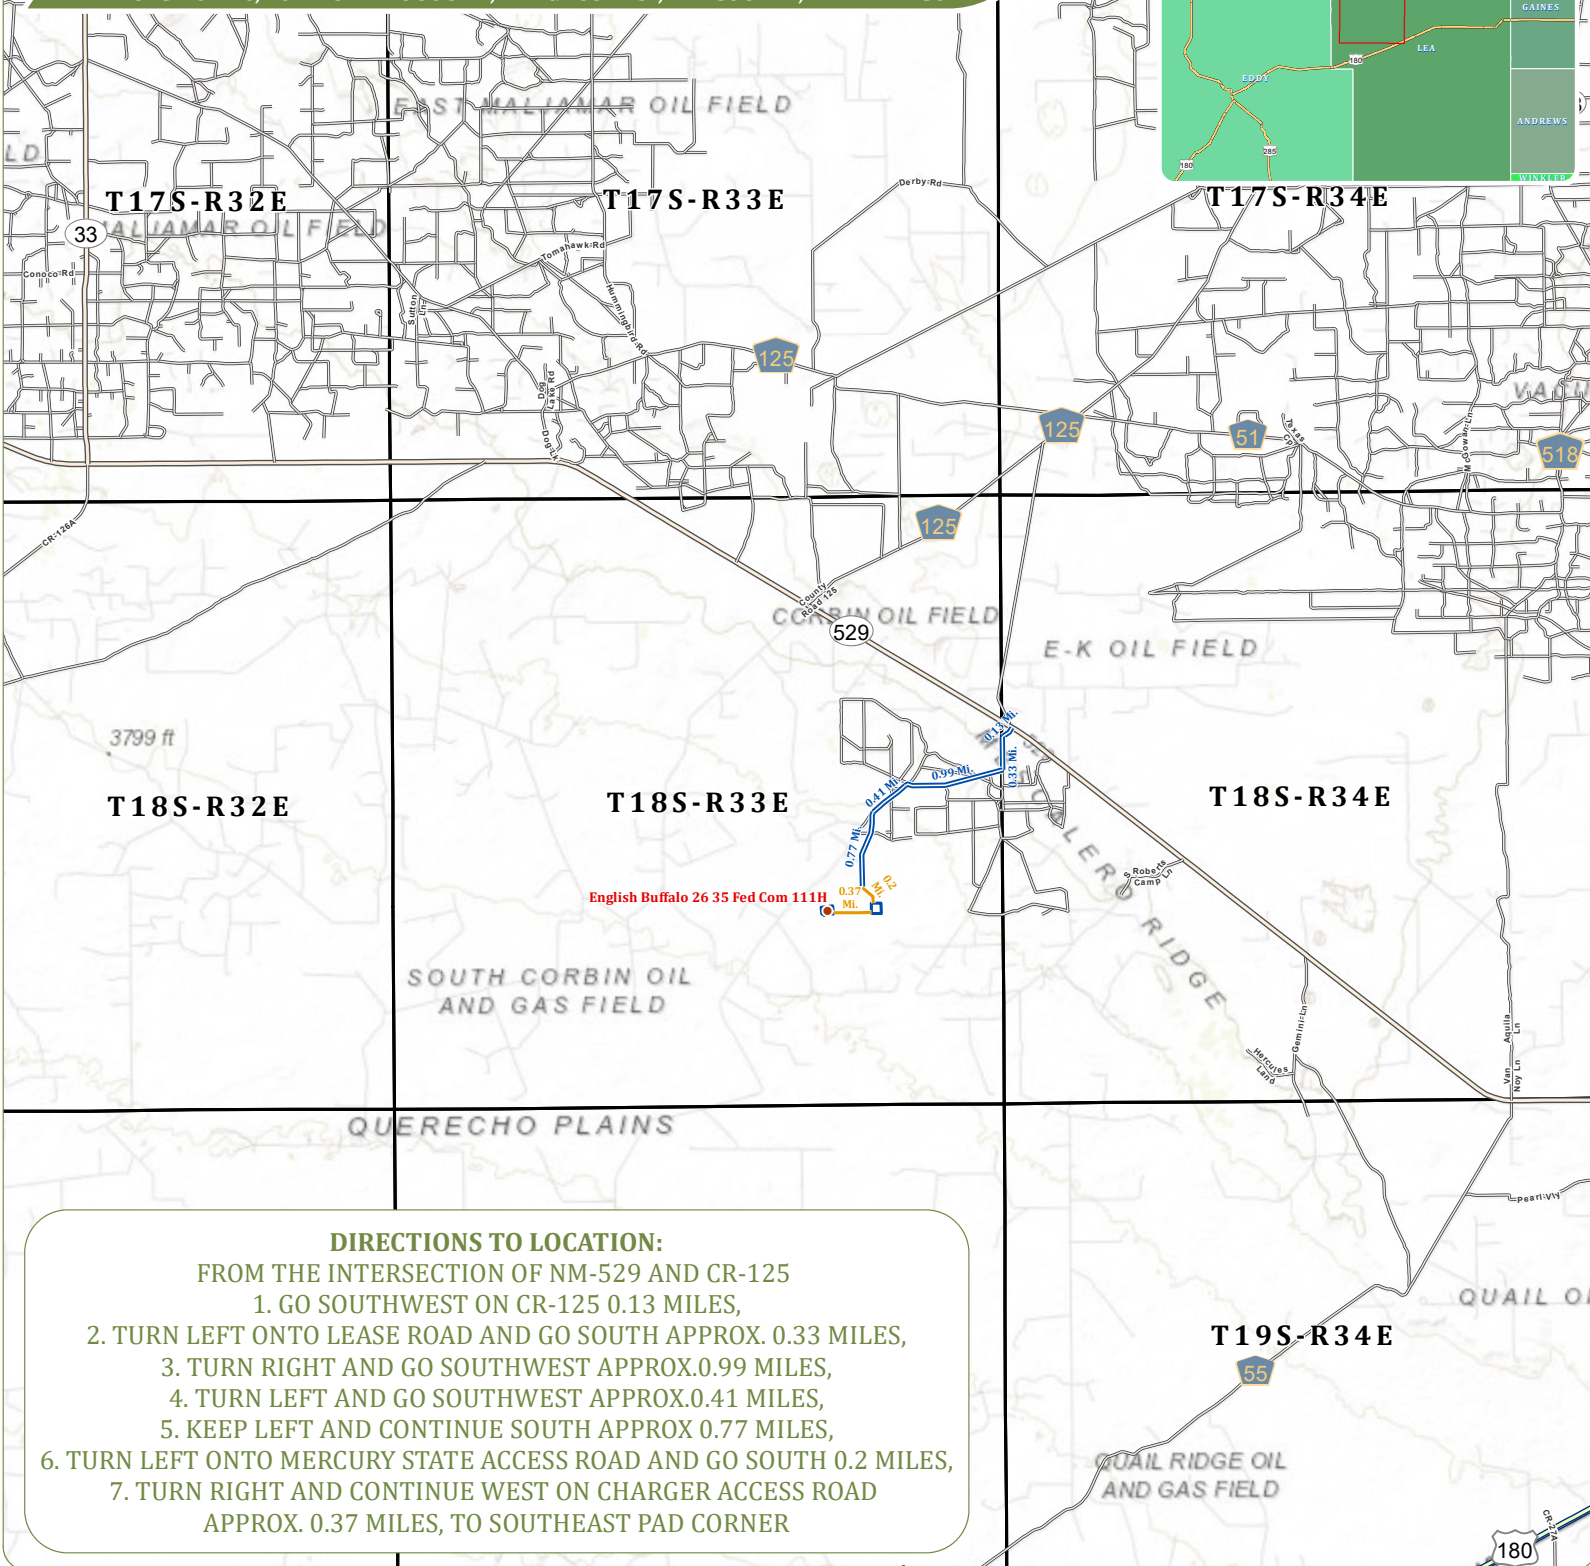 GAINES
LEA
180
EDDY
ANDREWS
285
180
WINKLER
EAST MALJAMAR OIL FIELD
LD
T17S-R32E
T17S-R33E
T17S-R34E
Derby Rd
MALJAMAR OIL FIELD
33
Conoco Rd
Tomahawk Rd
Sutton
Ln
Hummingbird Rd
125
Dog
Lake Rd
Dog Lk
125
51
Texas
Cp
McGowan Ln
518
CR-126A
125
County
Road 125
CORBIN OIL FIELD
529
E-K OIL FIELD
3799 ft
0.13 Mi.
0.33 Mi.
0.99 Mi.
0.41 Mi.
0.77 Mi.
T18S-R32E
T18S-R33E
T18S-R34E
MESCALERO RIDGE
S Roberts
Camp Ln
0.2
Mi.
0.37
Mi.
English Buffalo 26 35 Fed Com 111H
SOUTH CORBIN OIL
AND GAS FIELD
Gemini Ln
Hercules
Land
Aquila
Ln
Van
Noy Ln
QUERECHO PLAINS
Pearl Vly
DIRECTIONS TO LOCATION:
FROM THE INTERSECTION OF NM-529 AND CR-125
1. GO SOUTHWEST ON CR-125 0.13 MILES,
2. TURN LEFT ONTO LEASE ROAD AND GO SOUTH APPROX. 0.33 MILES,
3. TURN RIGHT AND GO SOUTHWEST APPROX.0.99 MILES,
4. TURN LEFT AND GO SOUTHWEST APPROX.0.41 MILES,
5. KEEP LEFT AND CONTINUE SOUTH APPROX 0.77 MILES,
6. TURN LEFT ONTO MERCURY STATE ACCESS ROAD AND GO SOUTH 0.2 MILES,
7. TURN RIGHT AND CONTINUE WEST ON CHARGER ACCESS ROAD
APPROX. 0.37 MILES, TO SOUTHEAST PAD CORNER
QUAIL
T19S-R34E
55
QUAIL RIDGE OIL
AND GAS FIELD
CR-27A
180